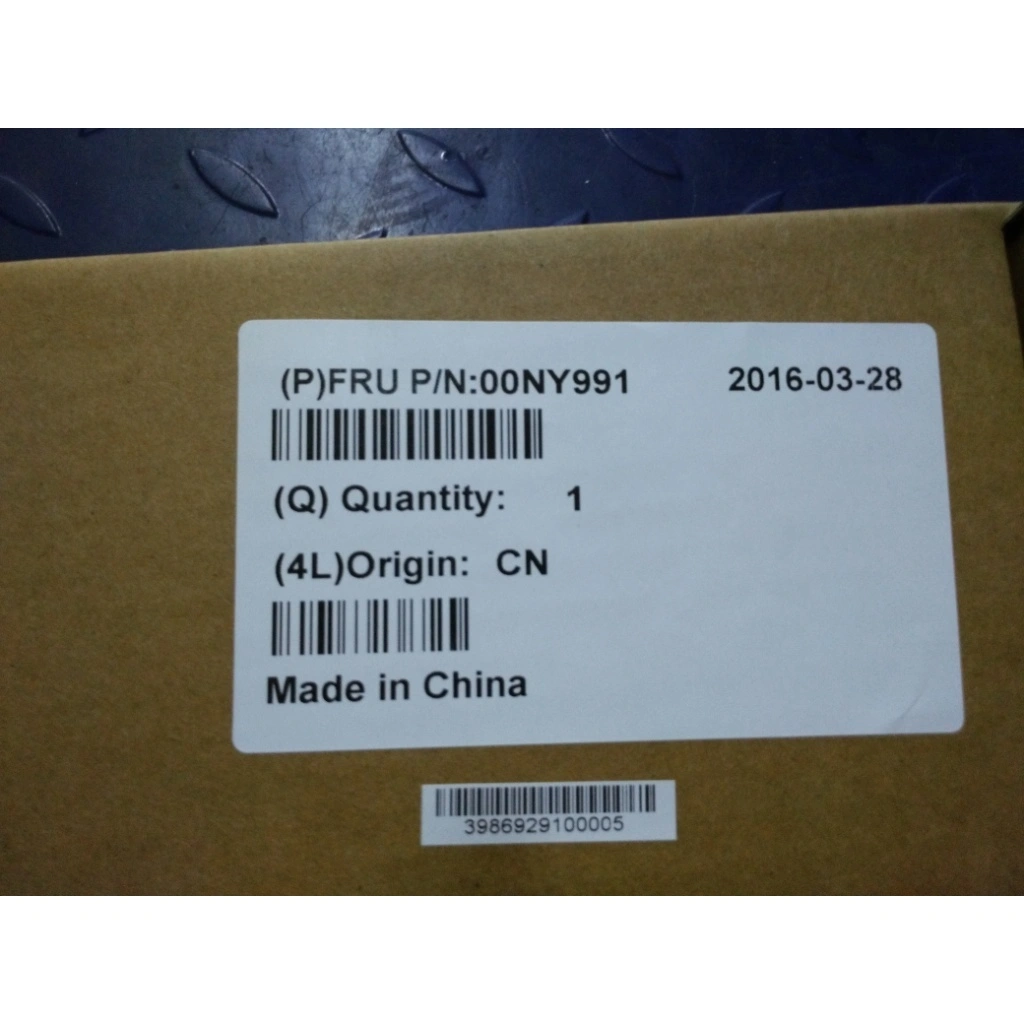 (P)FRU P/N:00NY991 2016-03-28
(Q) Quantity: 1
(4L)Origin: CN
Made in China
3986929100005